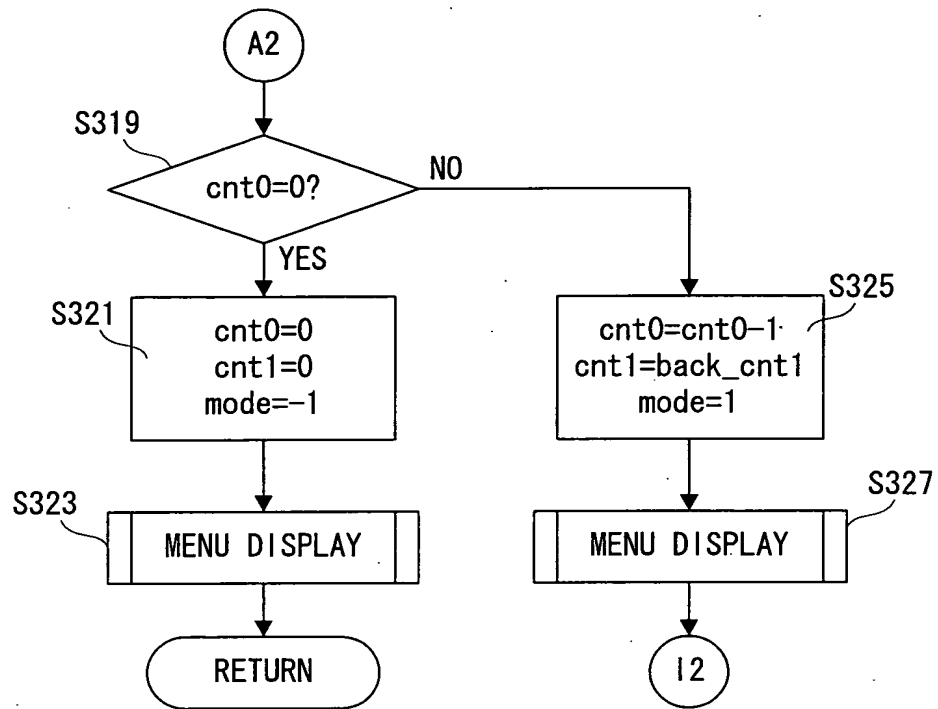 A2
S319
cnt0=0?
NO
YES
S321
cnt0=0
cnt1=0
mode=-1
S325
cnt0=cnt0-1
cnt1=back_cnt1
mode=1
S323
MENU DISPLAY
S327
MENU DISPLAY
RETURN
I2